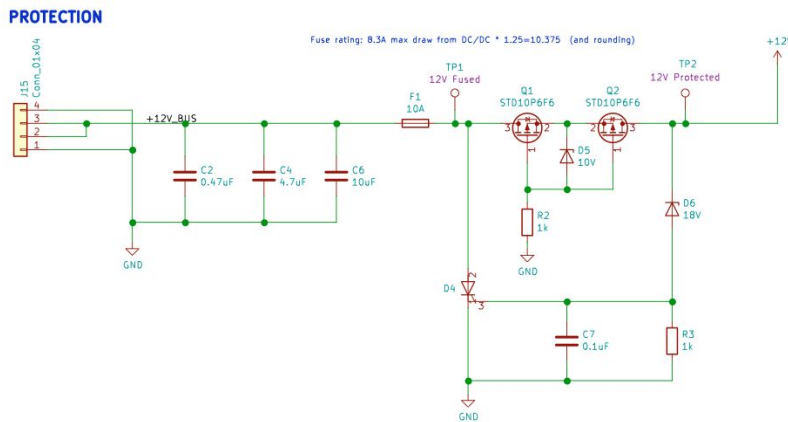 PROTECTION
Fuse rating: 8.3A max draw from DC/DC * 1.25=10.375 (and rounding)
J15
Conn_01x04
4
3
2
1
+12V_BUS
C2
0.47uF
C4
4.7uF
C6
10uF
GND
F1
10A
TP1
12V Fused
Q1
STD10P6F6
3
2
1
Q2
STD10P6F6
2
3
1
D5
10V
R2
1k
GND
TP2
12V Protected
D6
18V
D4
2
3
C7
0.1uF
R3
1k
GND